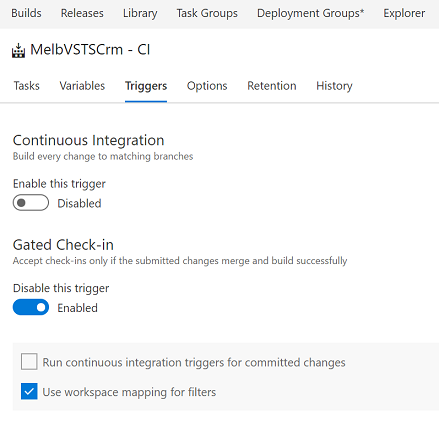 Builds Releases Library Task Groups Deployment Groups* Explorer
MelbVSTSCrm - CI
Tasks Variables Triggers Options Retention History
Continuous Integration
Build every change to matching branches
Enable this trigger
Disabled
Gated Check-in
Accept check-ins only if the submitted changes merge and build successfully
Disable this trigger
Enabled
Run continuous integration triggers for committed changes
Use workspace mapping for filters